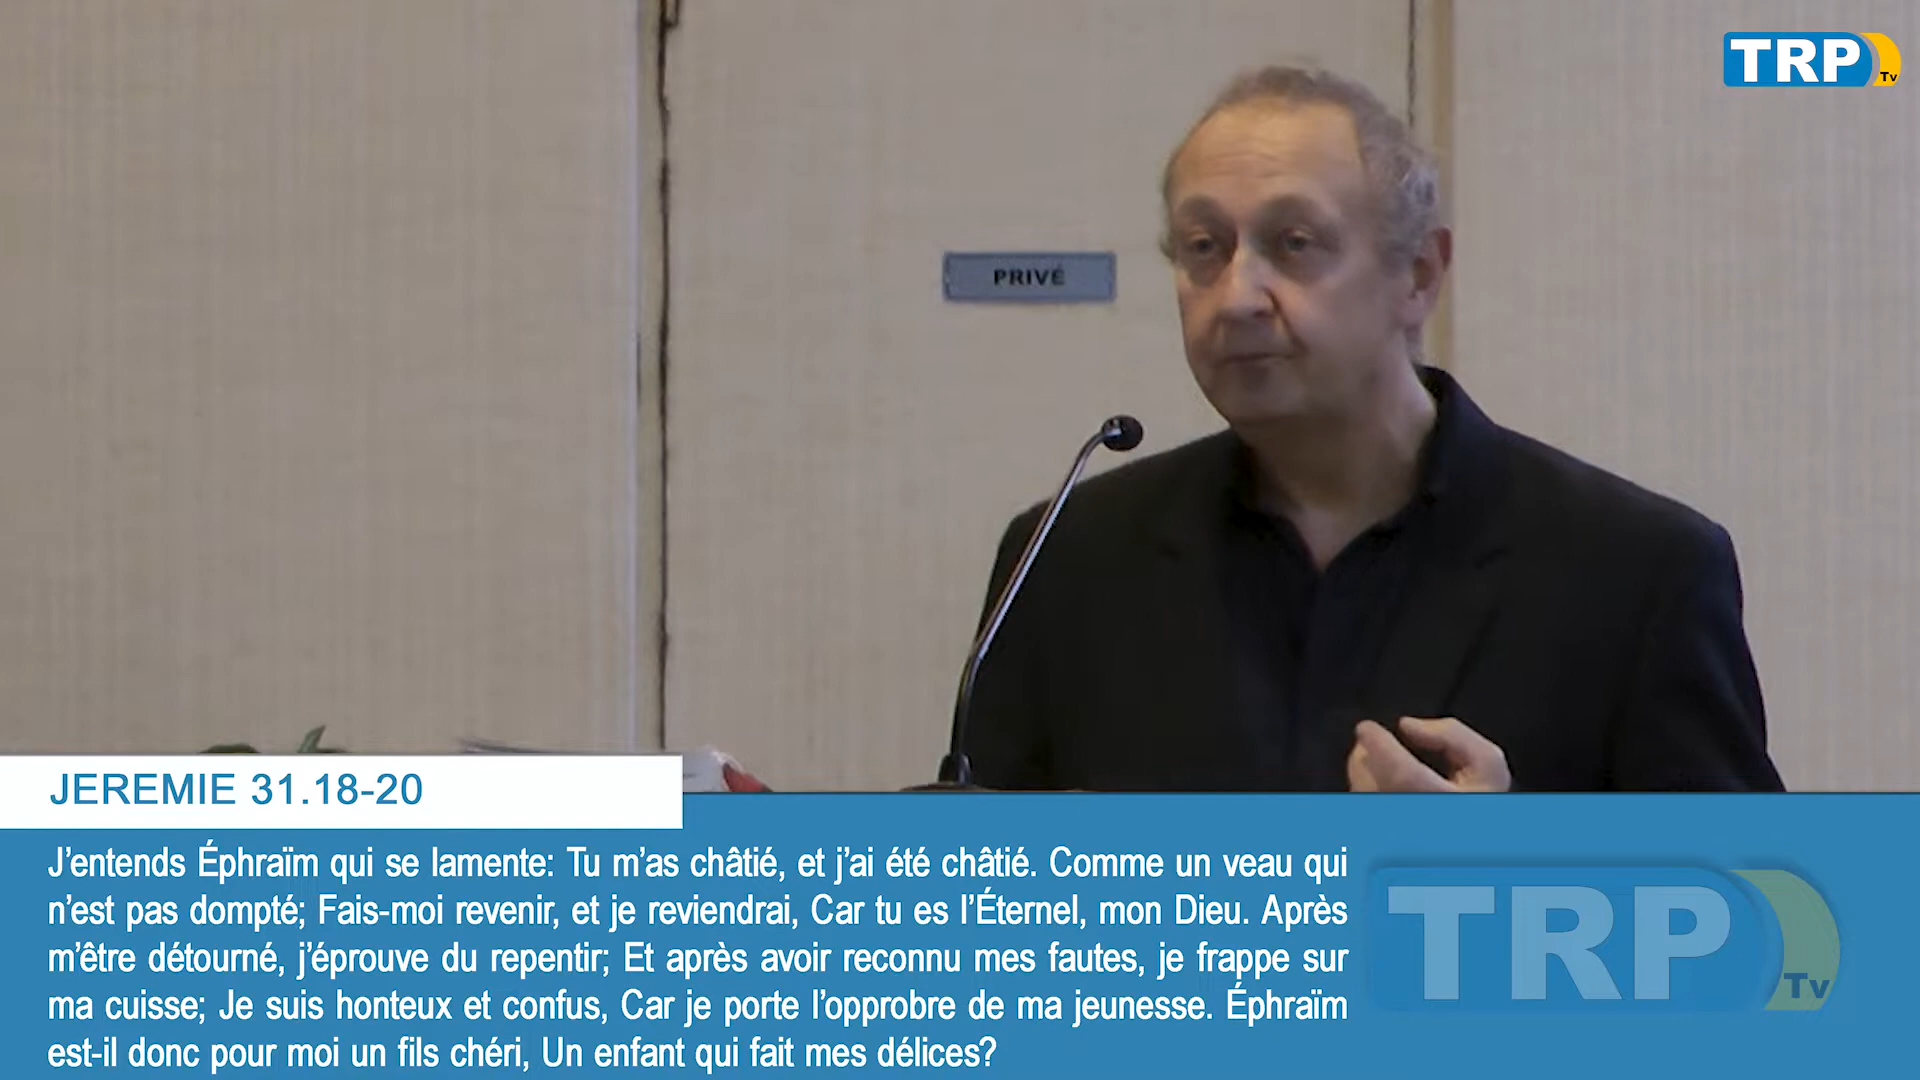 TRP Tv
PRIVÉ
JEREMIE 31.18-20
J'entends Éphraïm qui se lamente: Tu m'as châtié, et j'ai été châtié. Comme un veau qui
n'est pas dompté; Fais-moi revenir, et je reviendrai, Car tu es l'Éternel, mon Dieu. Après
m'être détourné, j'éprouve du repentir; Et après avoir reconnu mes fautes, je frappe sur
ma cuisse; Je suis honteux et confus, Car je porte l'opprobre de ma jeunesse. Éphraïm
est-il donc pour moi un fils chéri, Un enfant qui fait mes délices?
TRP Tv